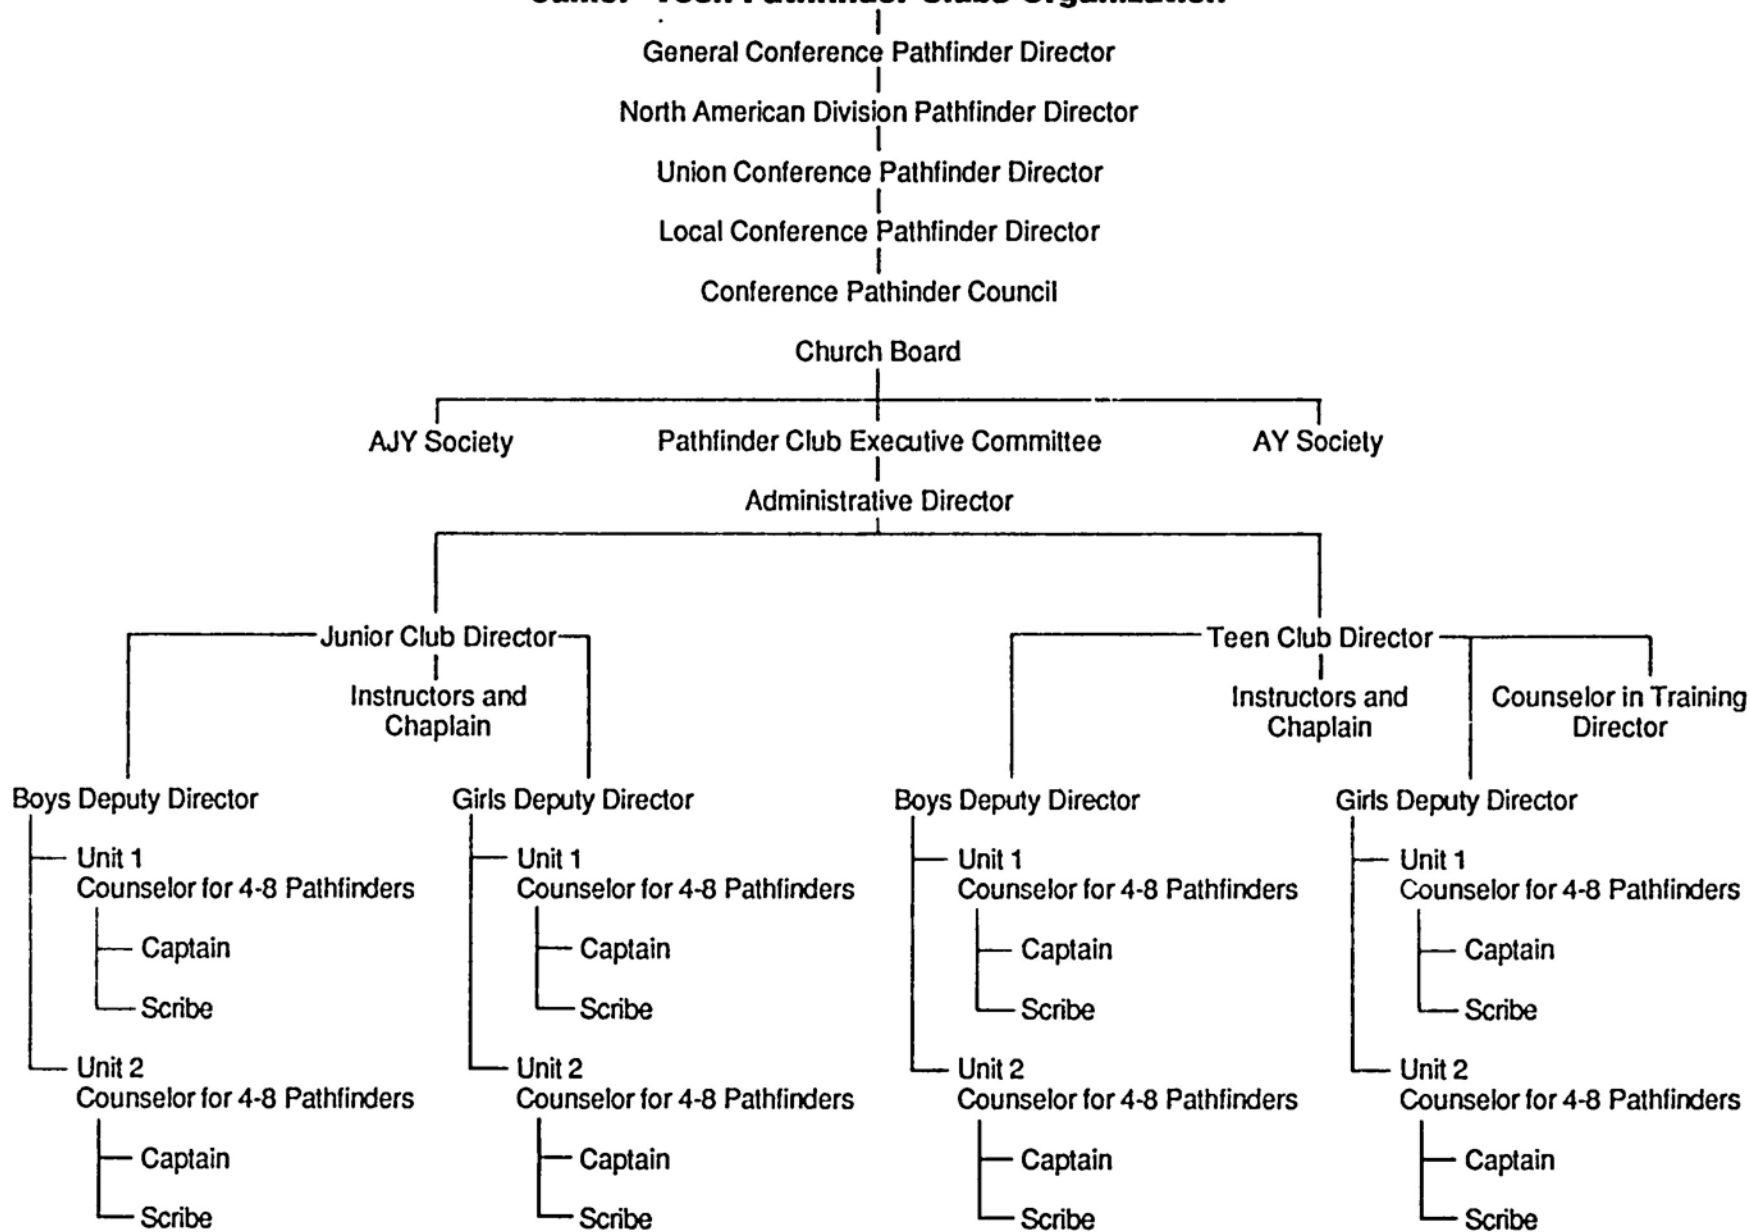 Pathfinder Clubs Organization
General Conference Pathfinder Director
North American Division Pathfinder Director
Union Conference Pathfinder Director
Local Conference Pathfinder Director
Conference Pathinder Council
Church Board
AJY Society
Pathfinder Club Executive Committee
AY Society
Administrative Director
Junior Club Director
Teen Club Director
Instructors and
Chaplain
Instructors and
Chaplain
Counselor in Training
Director
Boys Deputy Director
Girls Deputy Director
Boys Deputy Director
Girls Deputy Director
Unit 1
Counselor for 4-8 Pathfinders
Captain
Scribe
Unit 2
Counselor for 4-8 Pathfinders
Captain
Scribe
Unit 1
Counselor for 4-8 Pathfinders
Captain
Scribe
Unit 2
Counselor for 4-8 Pathfinders
Captain
Scribe
Unit 1
Counselor for 4-8 Pathfinders
Captain
Scribe
Unit 2
Counselor for 4-8 Pathfinders
Captain
Scribe
Unit 1
Counselor for 4-8 Pathfinders
Captain
Scribe
Unit 2
Counselor for 4-8 Pathfinders
Captain
Scribe